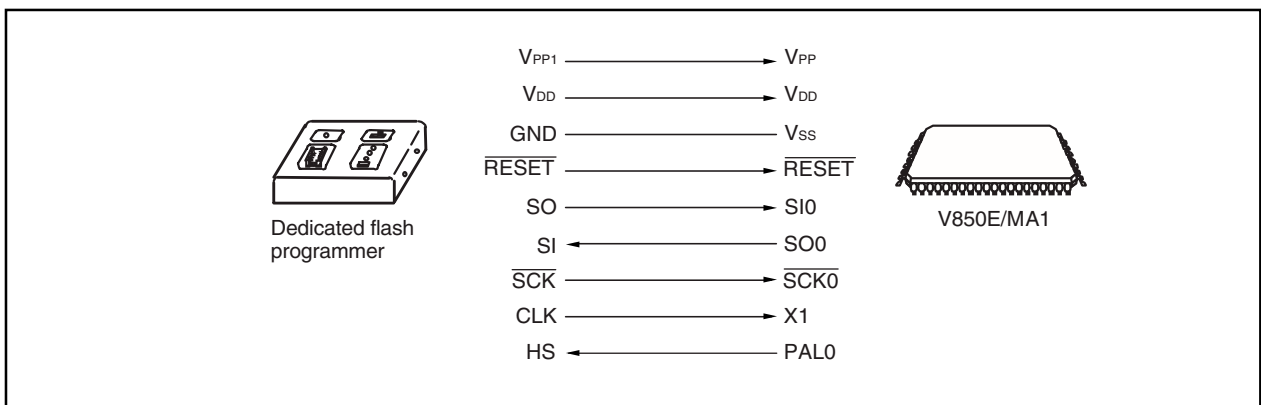 VPP1 VPP
VDD VDD
GND VSS
RESET RESET
SO SI0
SI SO0
SCK SCK0
CLK X1
HS PAL0
Dedicated flash
programmer
V850E/MA1